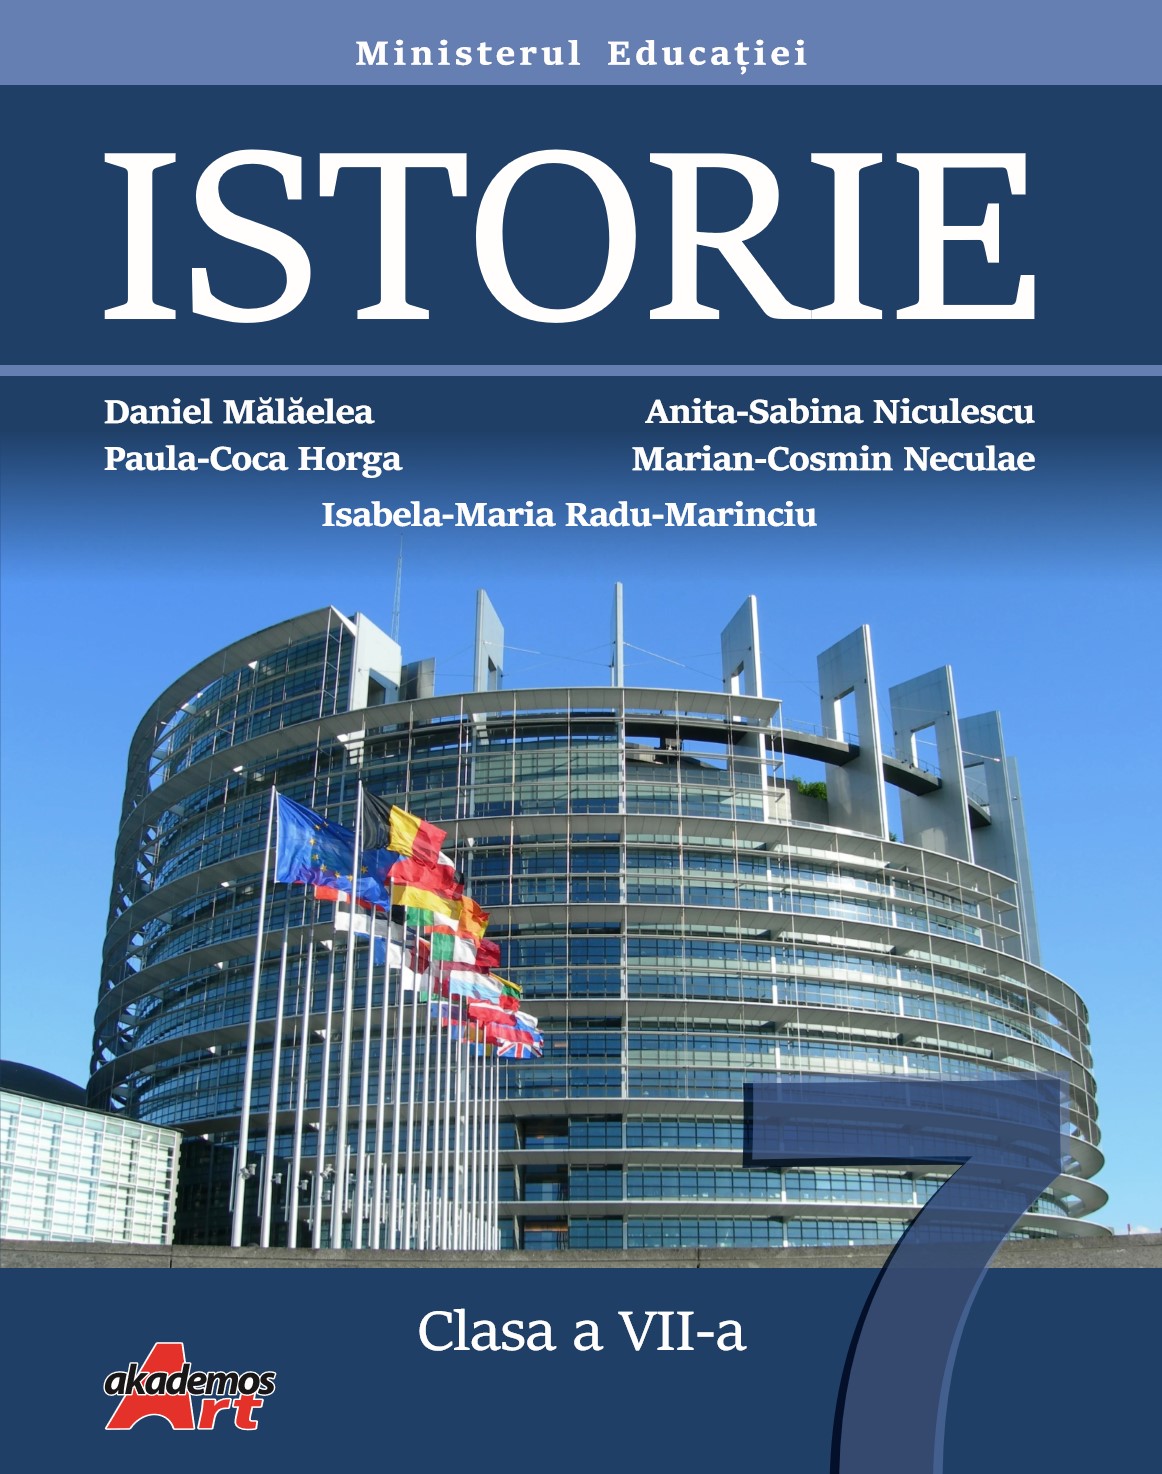 Ministerul Educației
ISTORIE
Daniel Mălăelea
Anita-Sabina Niculescu
Paula-Coca Horga
Marian-Cosmin Neculae
Isabela-Maria Radu-Marinciu
7
Clasa a VII-a
akademos
Art